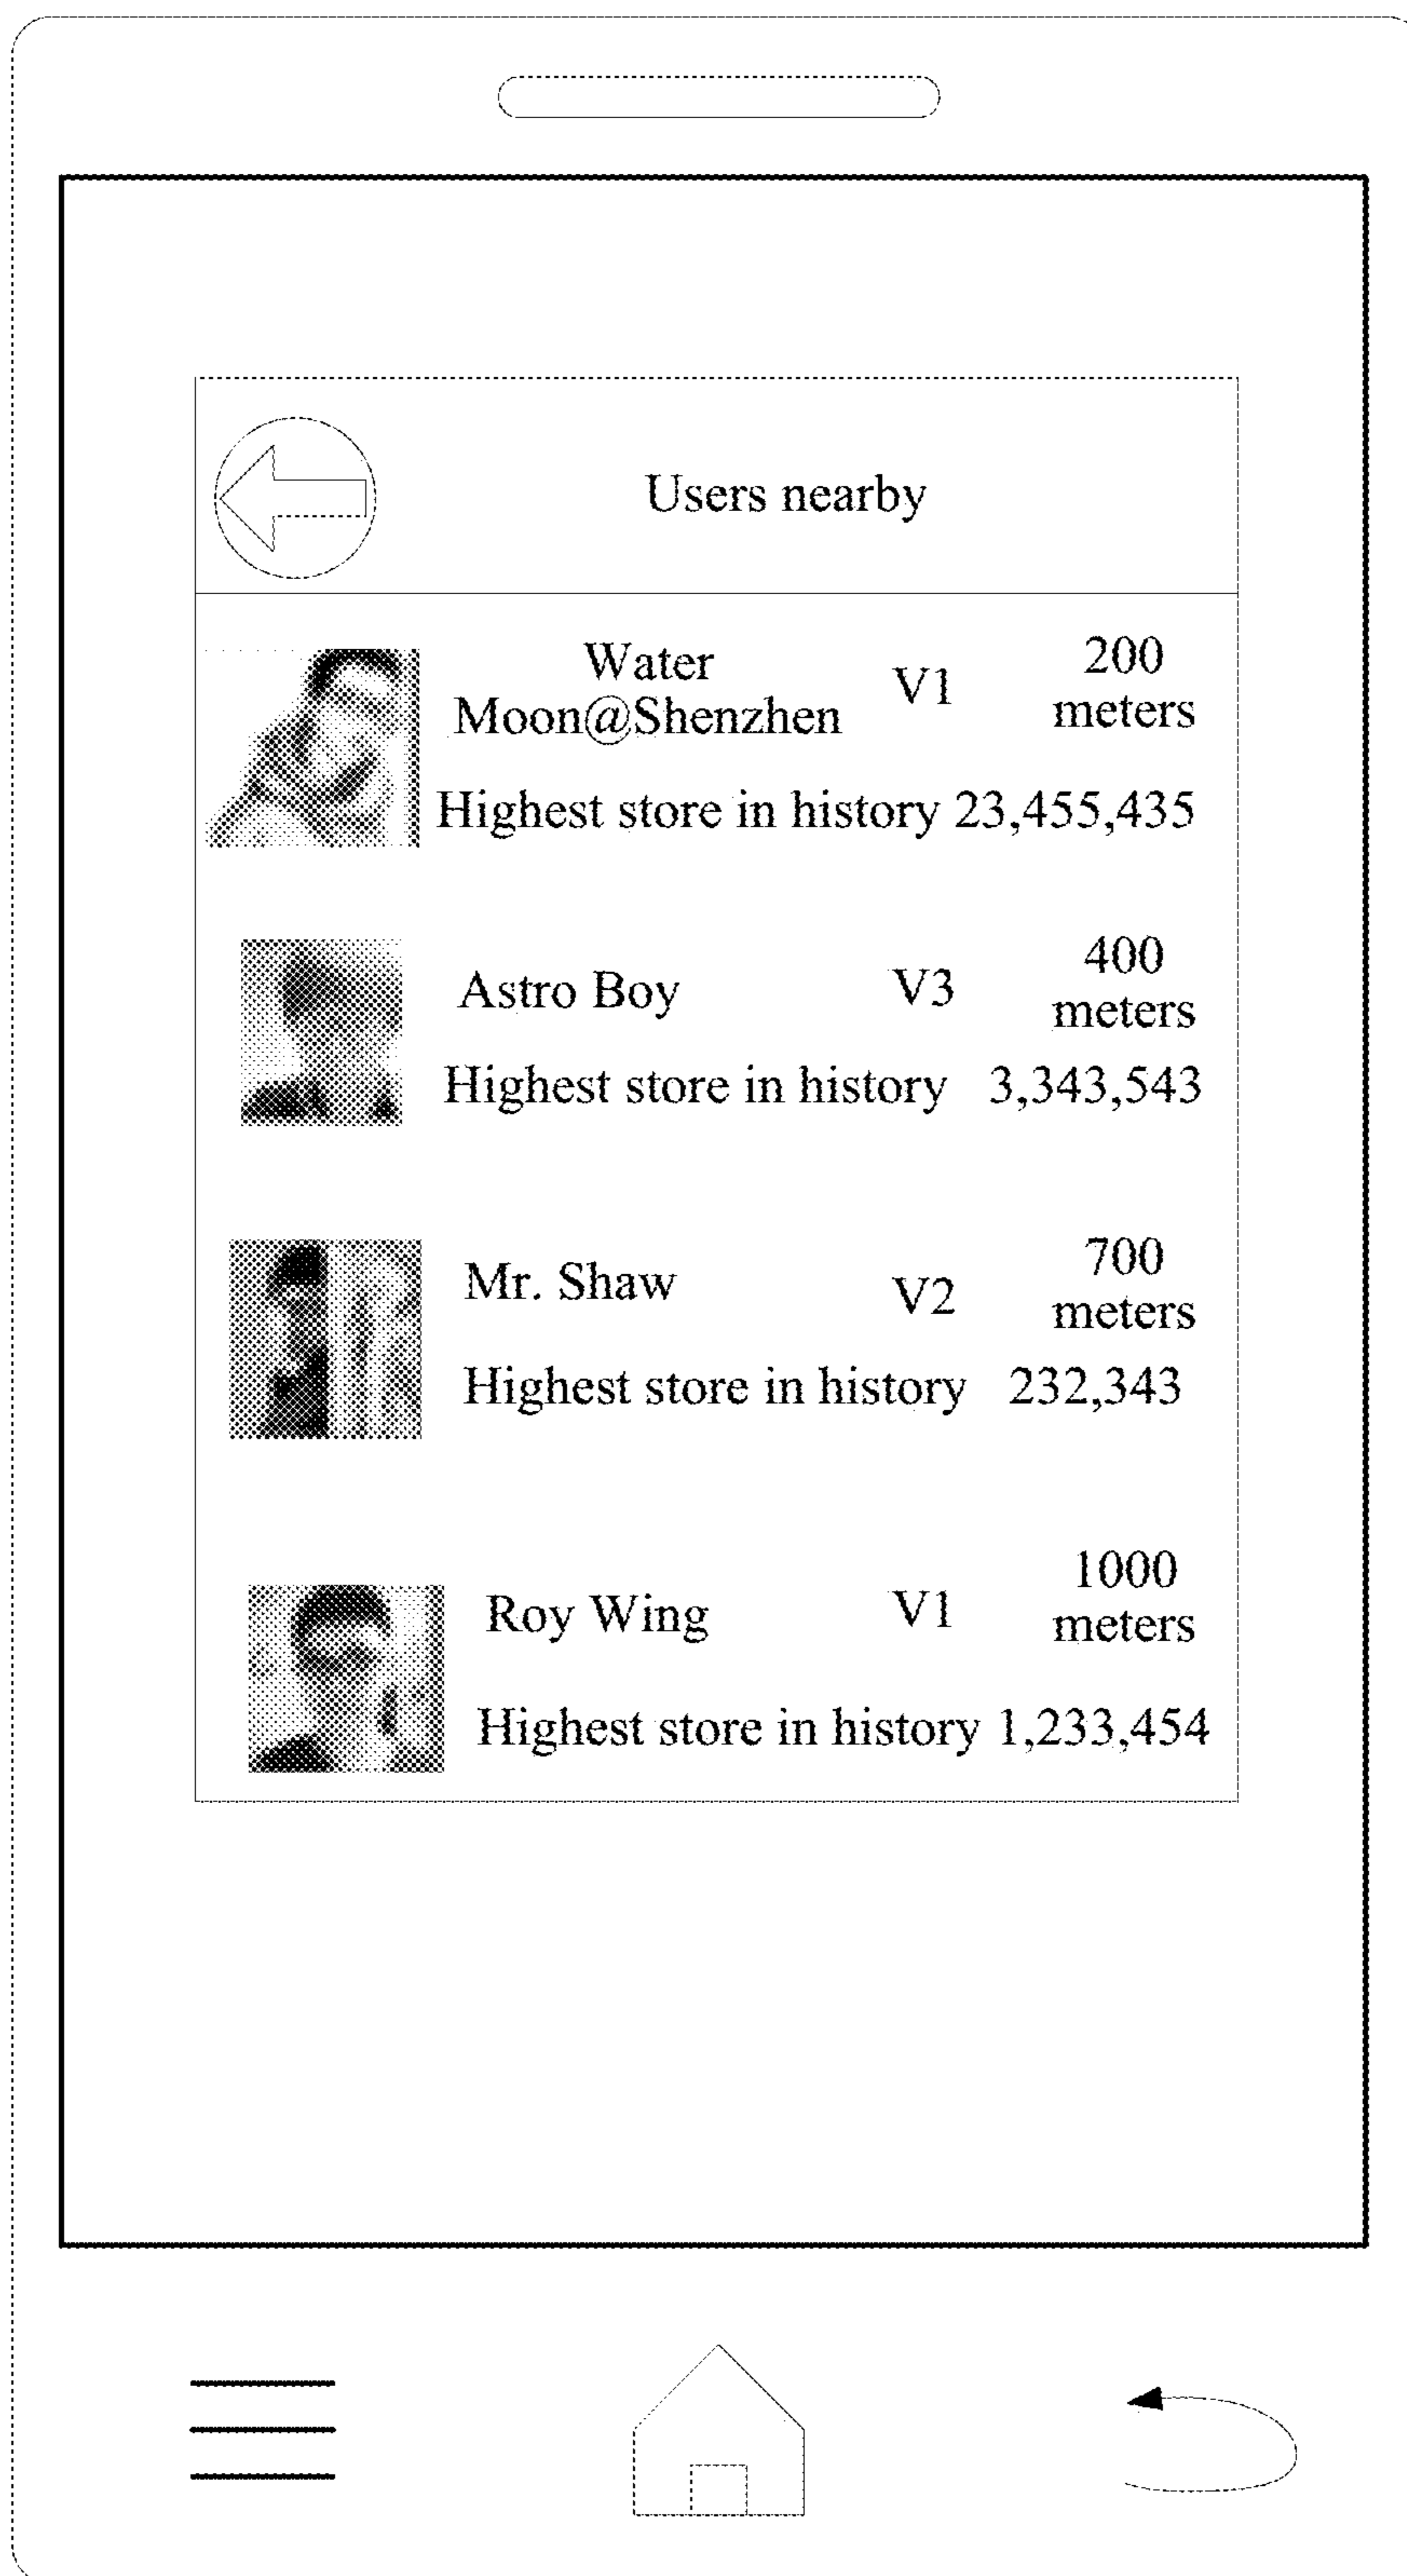 Users nearby
Water
Moon@Shenzhen
V1
200
meters
Highest store in history 23,455,435
Astro Boy
V3
400
meters
Highest store in history 3,343,543
Mr. Shaw
V2
700
meters
Highest store in history 232,343
Roy Wing
V1
1000
meters
Highest store in history 1,233,454